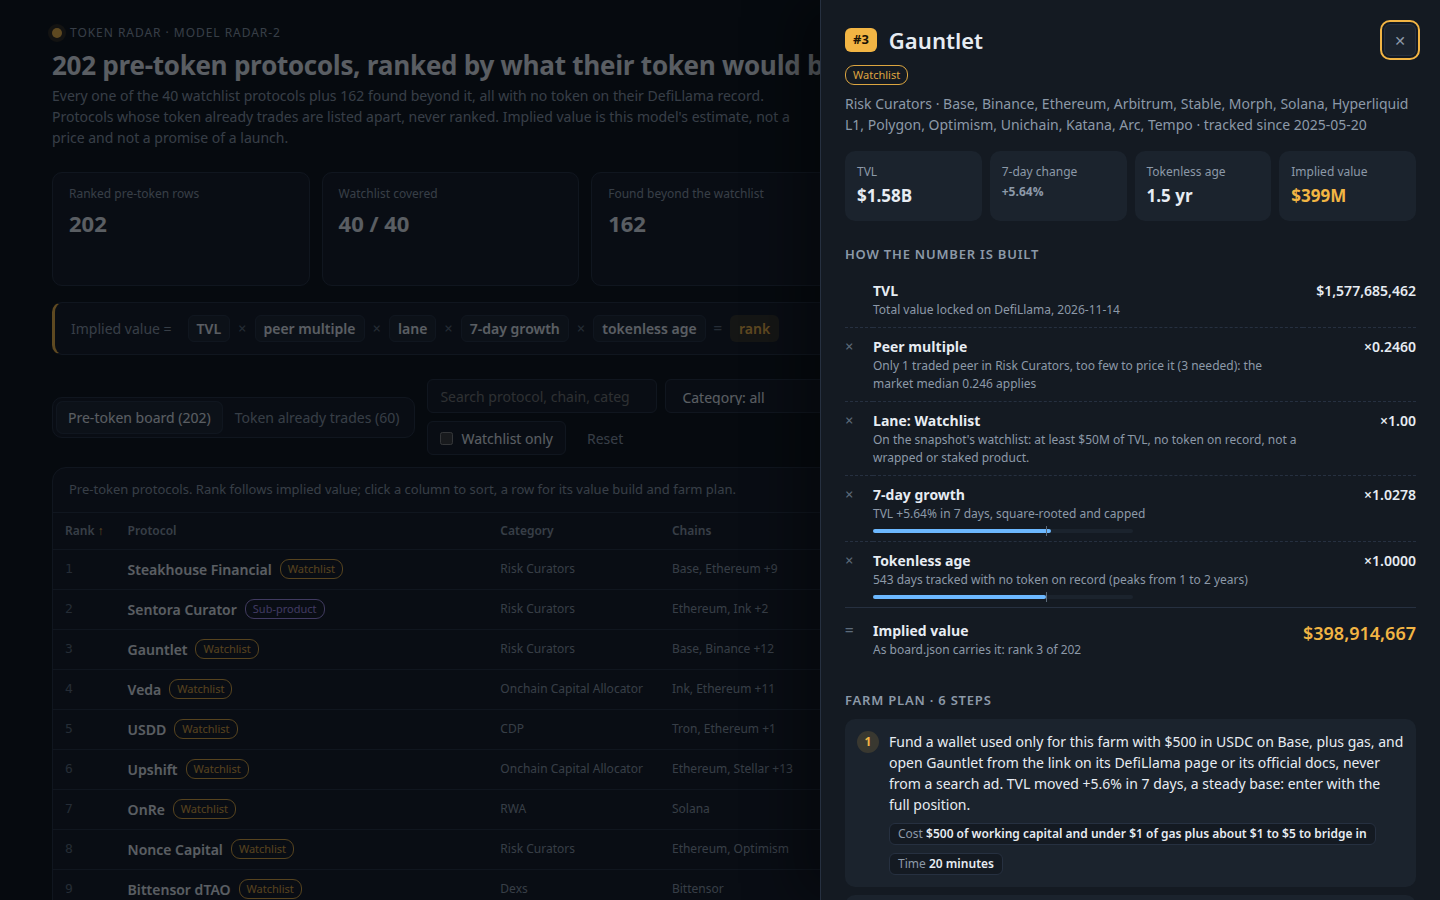 TOKEN RADAR · MODEL RADAR-2
202 pre-token protocols, ranked by what their token would b
Every one of the 40 watchlist protocols plus 162 found beyond it, all with no token on their DefiLlama record.
Protocols whose token already trades are listed apart, never ranked. Implied value is this model's estimate, not a
price and not a promise of a launch.
Ranked pre-token rows
202
Watchlist covered
40 / 40
Found beyond the watchlist
162
Implied value = TVL × peer multiple × lane × 7-day growth × tokenless age = rank
Pre-token board (202) Token already trades (60)
Search protocol, chain, categ
Category: all
Watchlist only
Reset
Pre-token protocols. Rank follows implied value; click a column to sort, a row for its value build and farm plan.
Rank ↑ Protocol Category Chains
1 Steakhouse Financial Watchlist Risk Curators Base, Ethereum +9
2 Sentora Curator Sub-product Risk Curators Ethereum, Ink +2
3 Gauntlet Watchlist Risk Curators Base, Binance +12
4 Veda Watchlist Onchain Capital Allocator Ink, Ethereum +11
5 USDD Watchlist CDP Tron, Ethereum +1
6 Upshift Watchlist Onchain Capital Allocator Ethereum, Stellar +13
7 OnRe Watchlist RWA Solana
8 Nonce Capital Watchlist Risk Curators Ethereum, Optimism
9 Bittensor dTAO Watchlist Dexs Bittensor
#3 Gauntlet ×
Watchlist
Risk Curators · Base, Binance, Ethereum, Arbitrum, Stable, Morph, Solana, Hyperliquid
L1, Polygon, Optimism, Unichain, Katana, Arc, Tempo · tracked since 2025-05-20
TVL
$1.58B
7-day change
+5.64%
Tokenless age
1.5 yr
Implied value
$399M
HOW THE NUMBER IS BUILT
TVL $1,577,685,462
Total value locked on DefiLlama, 2026-11-14
× Peer multiple ×0.2460
Only 1 traded peer in Risk Curators, too few to price it (3 needed): the
market median 0.246 applies
× Lane: Watchlist ×1.00
On the snapshot's watchlist: at least $50M of TVL, no token on record, not a
wrapped or staked product.
× 7-day growth ×1.0278
TVL +5.64% in 7 days, square-rooted and capped
× Tokenless age ×1.0000
543 days tracked with no token on record (peaks from 1 to 2 years)
= Implied value $398,914,667
As board.json carries it: rank 3 of 202
FARM PLAN · 6 STEPS
1 Fund a wallet used only for this farm with $500 in USDC on Base, plus gas, and
open Gauntlet from the link on its DefiLlama page or its official docs, never
from a search ad. TVL moved +5.6% in 7 days, a steady base: enter with the
full position.
Cost $500 of working capital and under $1 of gas plus about $1 to $5 to bridge in
Time 20 minutes